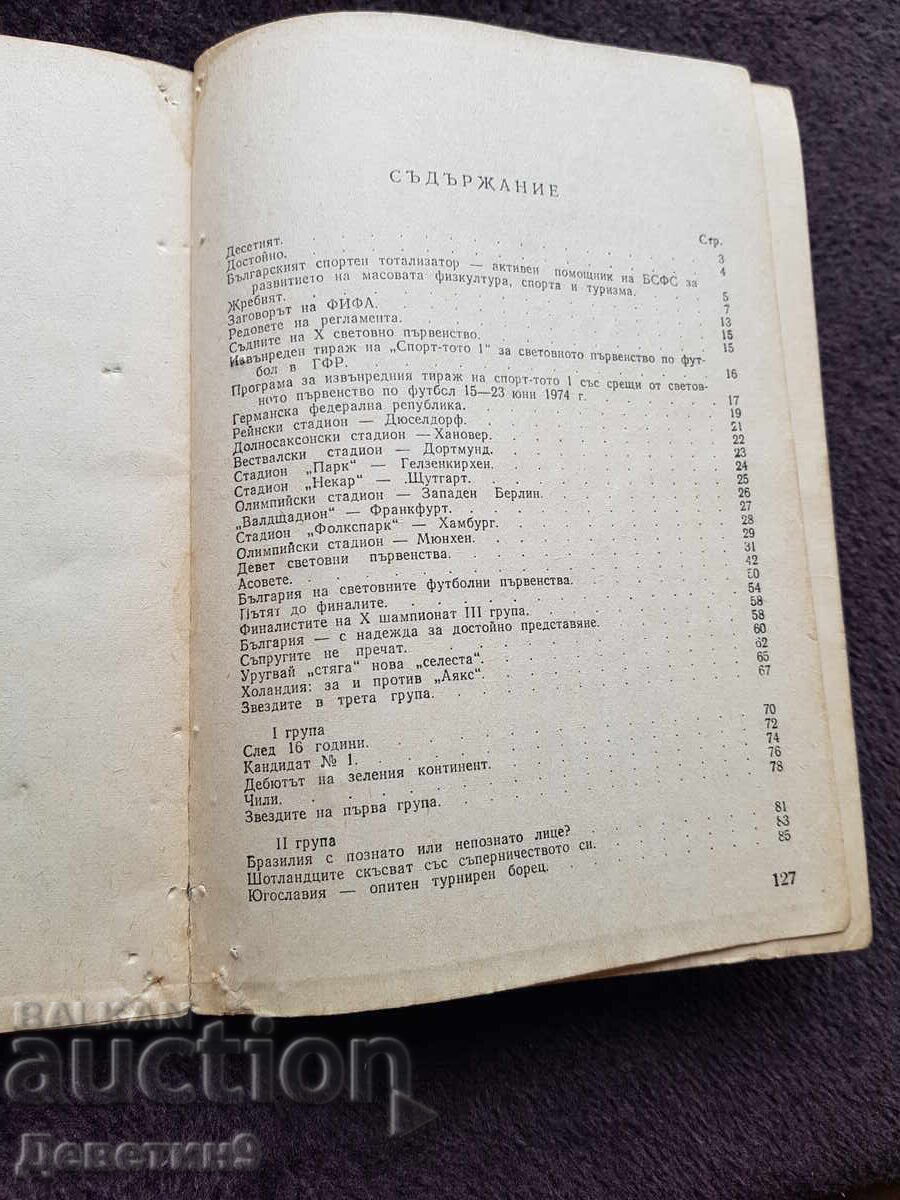 СЪДЪРЖАНИЕ
Стр.
Десетият. 3
Достойно. 4
Българският спортен тотализатор — активен помощник на БСФС за
развитието на масовата физкултура, спорта и туризма. 5
Жребият. 7
Заговорът на ФИФА. 13
Редовете на регламента. 15
Съдиите на X световно първенство. 15
Извънреден тираж на „Спорт-тото 1“ за световното първенство по фут-
бол в ГФР. 16
Програма за извънредния тираж на спорт-тото 1 със срещи от светов-
ното първенство по футбол 15—23 юни 1974 г. 17
Германска федерална република. 19
Рейнски стадион — Дюселдорф. 21
Долносаксонски стадион — Хановер. 22
Вествалски стадион — Дортмунд. 23
Стадион „Парк“ — Гелзенкирхен. 24
Стадион „Некар“ — .Щутгарт. 25
Олимпийски стадион — Западен Берлин. 26
„Валдщадион“ — Франкфурт. 27
Стадион „Фолкспарк“ — Хамбург. 28
Олимпийски стадион — Мюнхен. 29
Девет световни първенства. 31
Асовете. 42
България на световните футболни първенства. 50
Пътят до финалите. 54
Финалистите на X шампионат III група. 58
България — с надежда за достойно представяне. 58
Съпругите не пречат. 60
Уругвай „стяга“ нова „селеста“. 62
Холандия: за и против „Аякс“. 65
Звездите в трета група. 67
I група
След 16 години. 70
Кандидат № 1. 72
Дебютът на зеления континент. 74
Чили. 76
Звездите на първа група. 78
II група
Бразилия с познато или непознато лице? 81
Шотландците скъсват със съперничеството си. 83
Югославия — опитен турнирен борец. 85
127
BALKAN
auction
Деветин9